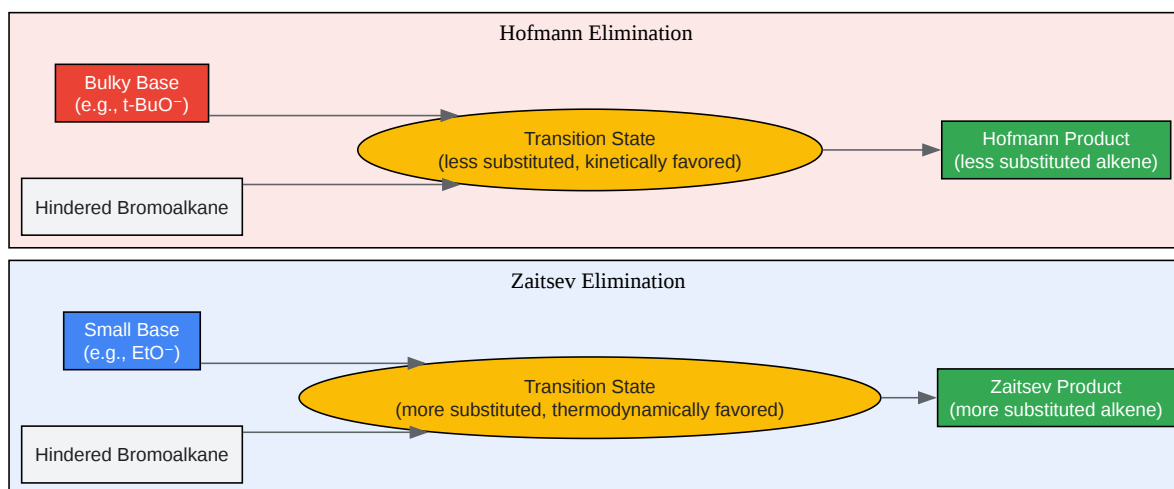 Hofmann Elimination
Bulky Base
(e.g., t-BuO⁻)
Transition State
(less substituted, kinetically favored)
Hofmann Product
(less substituted alkene)
Hindered Bromoalkane
Zaitsev Elimination
Small Base
(e.g., EtO⁻)
Transition State
(more substituted, thermodynamically favored)
Zaitsev Product
(more substituted alkene)
Hindered Bromoalkane